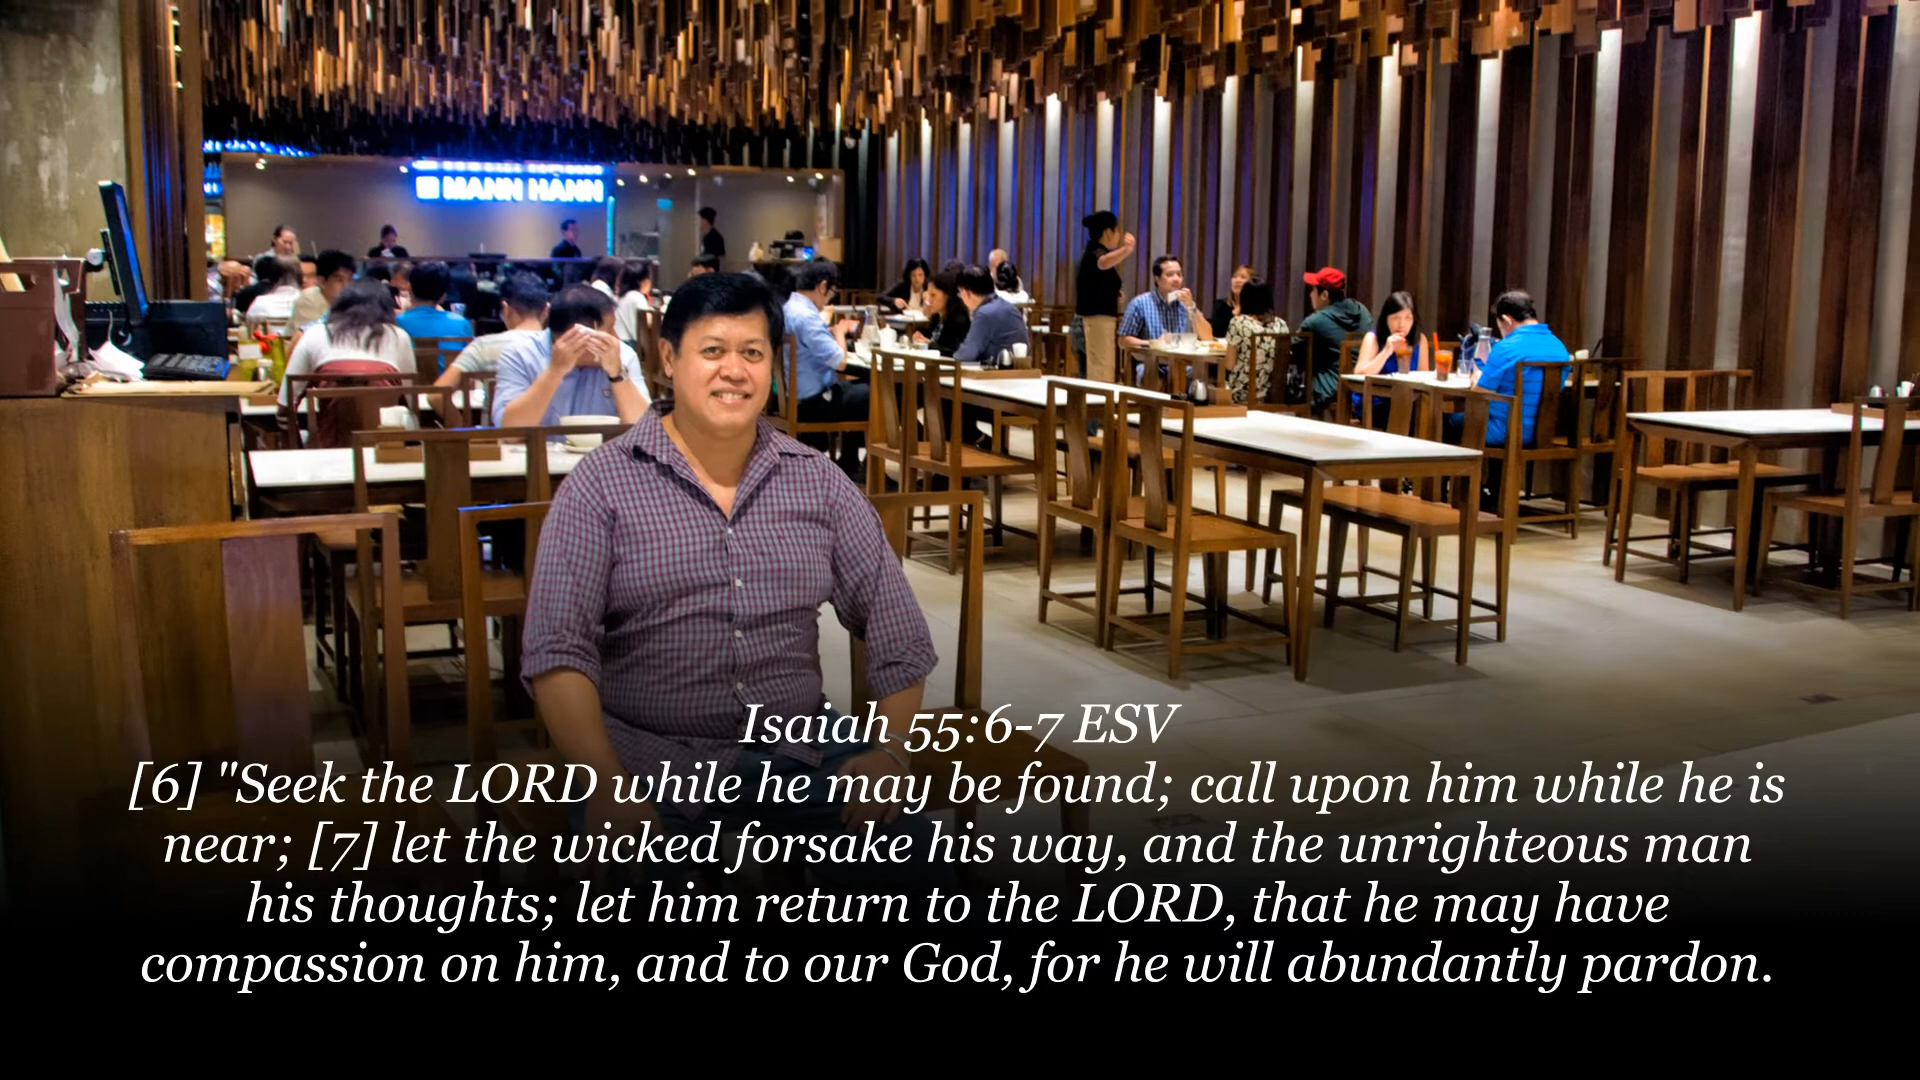 MANN HANN
Isaiah 55:6-7 ESV
[6] "Seek the LORD while he may be found; call upon him while he is
near; [7] let the wicked forsake his way, and the unrighteous man
his thoughts; let him return to the LORD, that he may have
compassion on him, and to our God, for he will abundantly pardon.